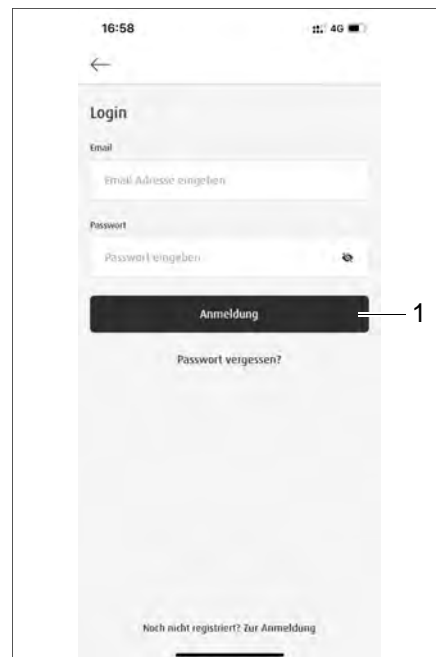 16:58
4G
Login
Email
Email Adresse eingeben
Passwort
Passwort eingeben
Anmeldung
1
Passwort vergessen?
Noch nicht registriert? Zur Anmeldung